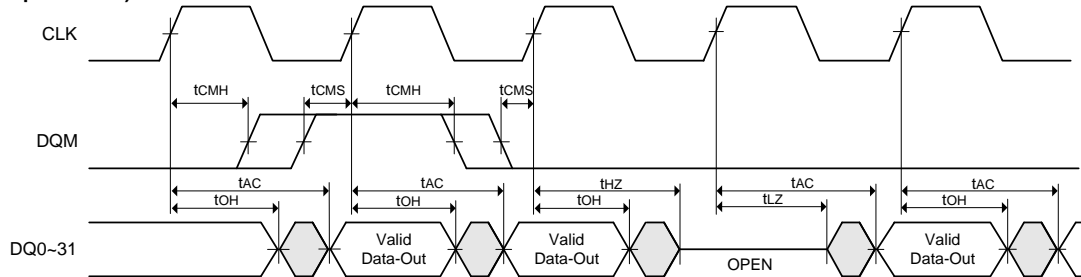 CLK
tCMH tCMS tCMH tCMS
DQM
tAC tAC tHZ tAC tAC
tOH tOH tOH tLZ tOH
DQ0~31
Valid Data-Out
Valid Data-Out
OPEN
Valid Data-Out